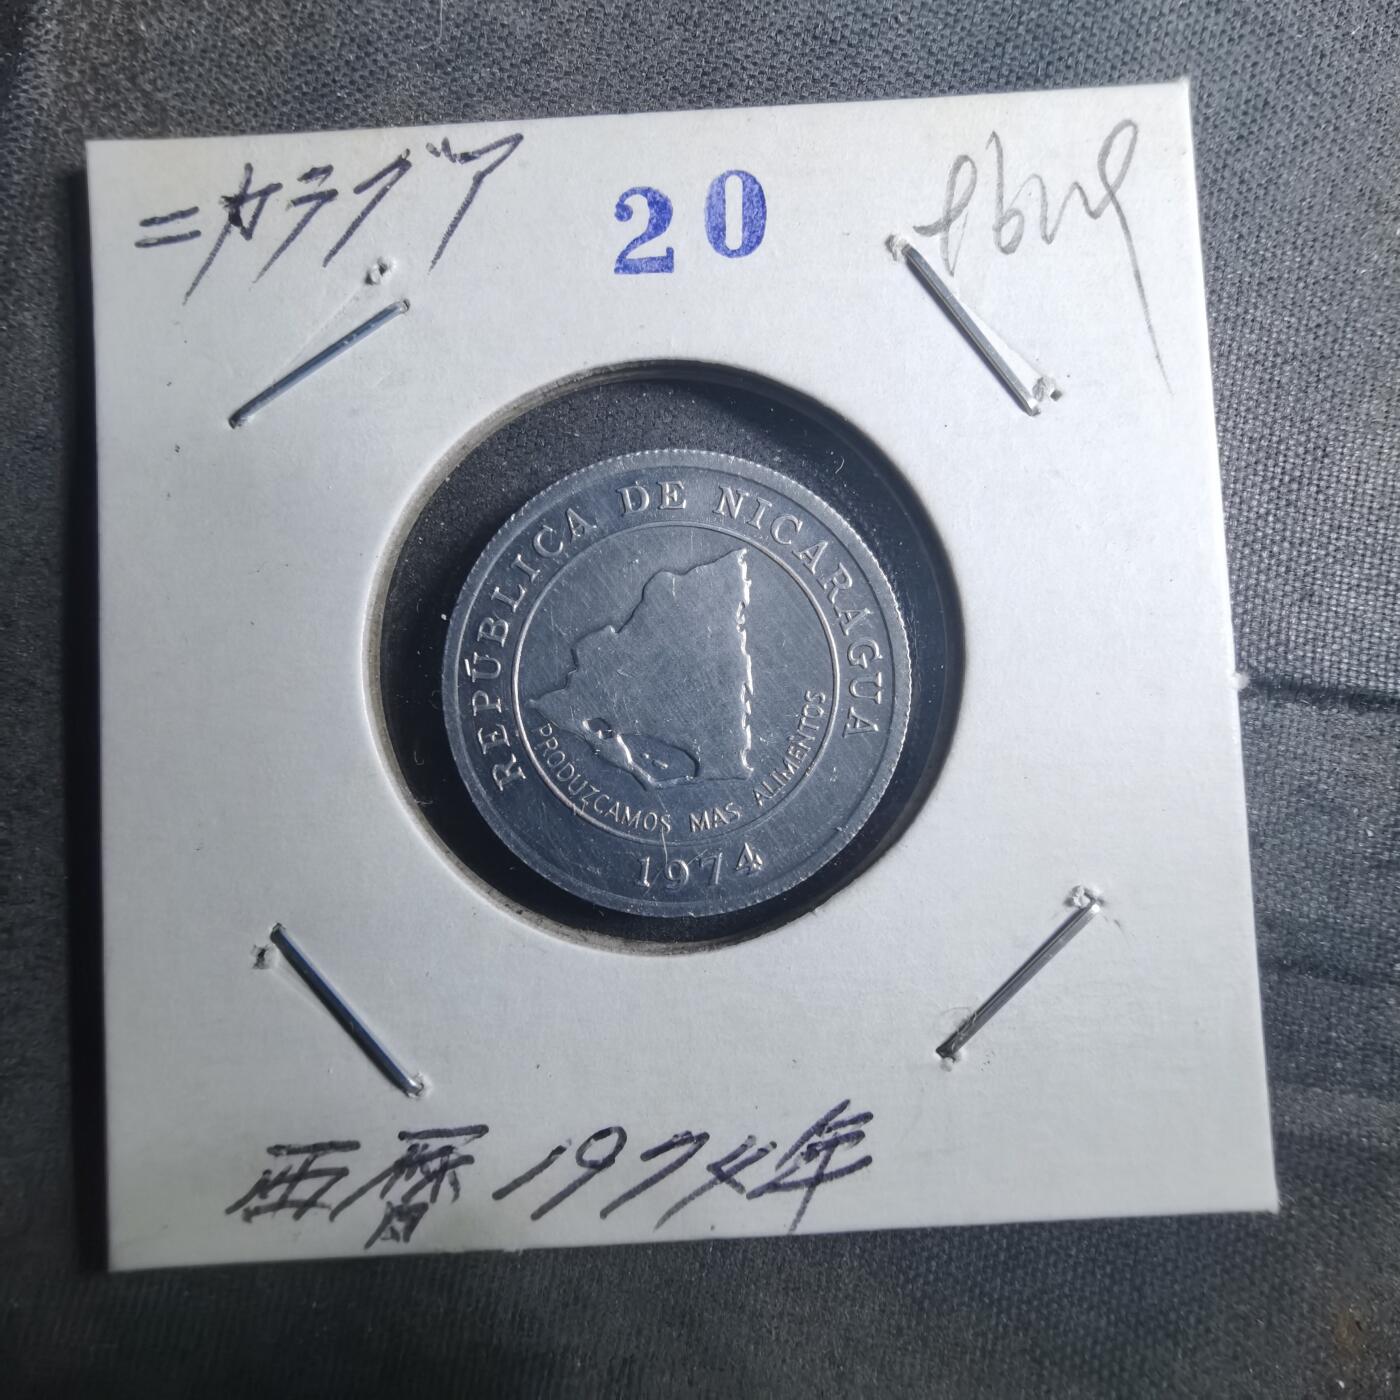 ニカラグア
20
REPÚBLICA DE NICARAGUA
PRODUZCAMOS MAS ALIMENTOS
1974
西暦1974年